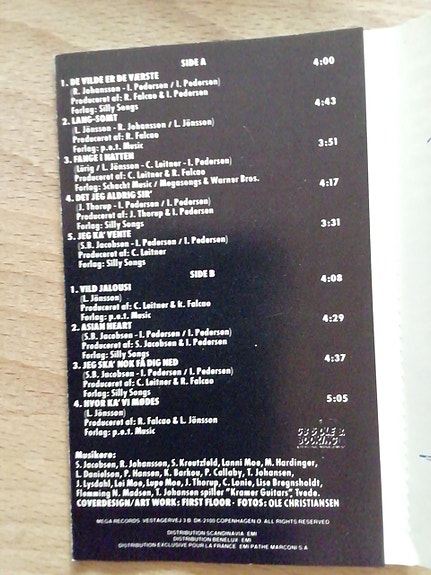 SIDE A 4:00
1. DE VILDE ER DE VÆRSTE
(R. Johansson - I. Pedersen / I. Pedersen)
Produceret af: R. Falcao & I. Pedersen
Forlag: Silly Songs 4:43
2. LANG-SOMT
(L. Jönsson - R. Johansson / L. Jönsson)
Produceret af: R. Falcao
Forlag: p.o.t. Music 3:51
3. FANGE I NATTEN
(Lürig / L. Jönsson - C. Leitner - I. Pedersen)
Produceret af: C. Leitner & R. Falcao
Forlag: Schacht Music / Megasongs & Warner Bros.
4. DET JEG ALDRIG SIR' 4:17
(J. Thorup - I. Pedersen / I. Pedersen)
Produceret af: J. Thorup & I. Pedersen
Forlag: Silly Songs
5. JEG KA' VENTE 3:31
(S.B. Jacobsen - I. Pedersen / I. Pedersen)
Produceret af: C. Leitner
Forlag: Silly Songs
SIDE B
1. VILD JALOUSI 4:08
(L. Jönsson)
Produceret af: C. Leitner & R. Falcao
Forlag: p.o.t. Music
2. ASIAN HEART 4:29
(S.B. Jacobsen - I. Pedersen / I. Pedersen)
Produceret af: S. Jacobsen & I. Pedersen
Forlag: Silly Songs
3. JEG SKA' NOK FÅ DIG NED 4:37
(S.B. Jacobsen - I. Pedersen / I. Pedersen)
Produceret af: C. Leitner & R. Falcao
Forlag: Silly Songs
4. HVOR KA' VI MØDES 5:05
(L. Jönsson)
Produceret af: R. Falcao & L. Jönsson
Forlag: p.o.t. Music
BOOKING
Musikere:
S. Jacobsen, R. Johansson, S. Kreutzfeld, Lanni Moe, M. Hardinger,
L. Danielson, P. Hansen, K. Barkou, P. Callaby, T. Johansen,
J. Lysdahl, Lei Moe, Lupe Moe, J. Thorup, C. Lonie, Lise Bregnsholdt,
Flemming N. Madsen, T. Johansen spiller "Kramer Guitars", Tvede.
COVERDESIGN/ART WORK: FIRST FLOOR · FOTOS: OLE CHRISTIANSEN
MEGA RECORDS. VESTAGERVEJ 3 B. DK-2100 COPENHAGEN Ø. ALL RIGHTS RESERVED
DISTRIBUTION SCANDINAVIA: EMI
DISTRIBUTION BENELUX: EMI
DISTRIBUTION EXCLUSIVE POUR LA FRANCE: EMI PATHE MARCONI S.A.